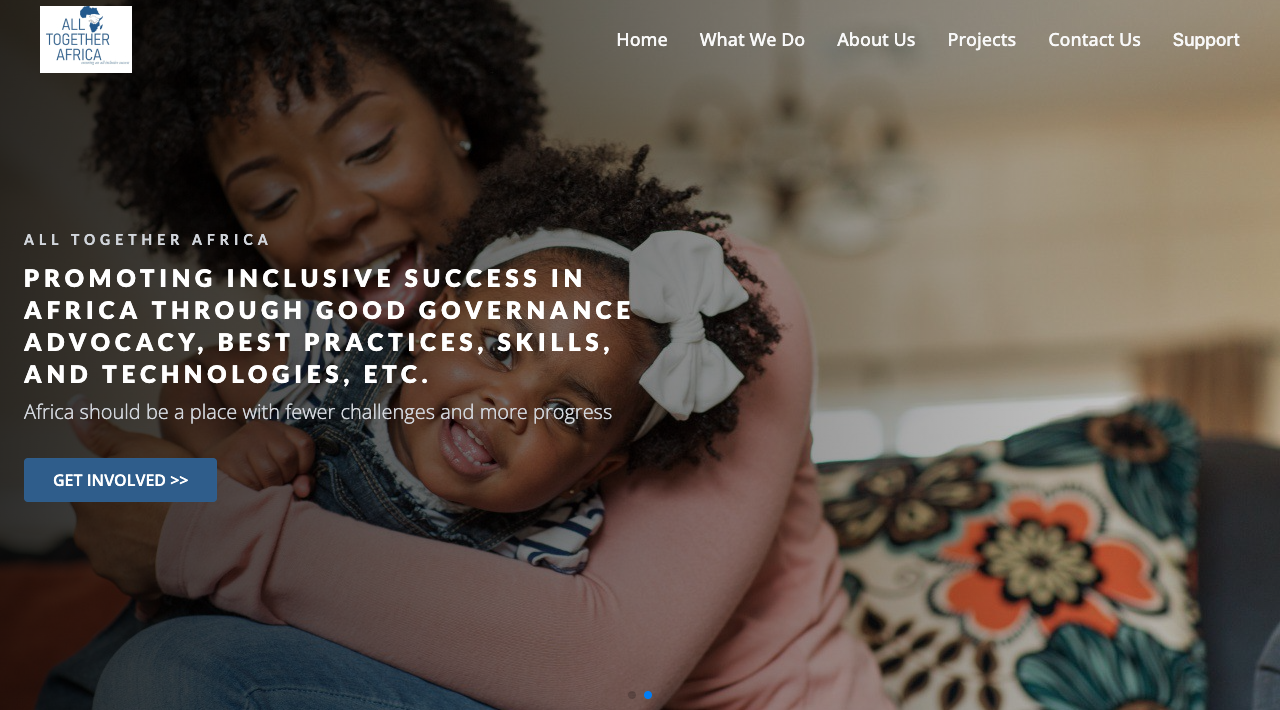 ALL
TOGETHER
AFRICA
Home
What We Do
About Us
Projects
Contact Us
Support
ALL TOGETHER AFRICA
PROMOTING INCLUSIVE SUCCESS IN
AFRICA THROUGH GOOD GOVERNANCE
ADVOCACY, BEST PRACTICES, SKILLS,
AND TECHNOLOGIES, ETC.
Africa should be a place with fewer challenges and more progress
GET INVOLVED >>